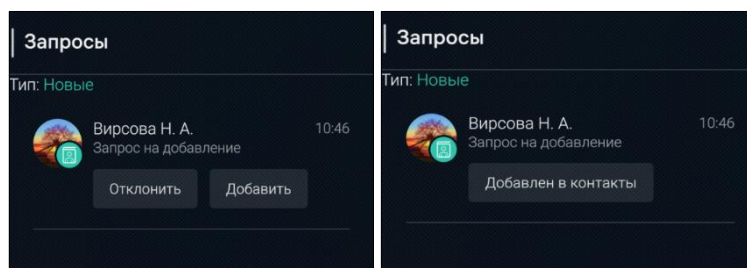 Запросы
Тип: Новые
Вирсова Н. А. 10:46
Запрос на добавление
Отклонить Добавить
Запросы
Тип: Новые
Вирсова Н. А. 10:46
Запрос на добавление
Добавлен в контакты